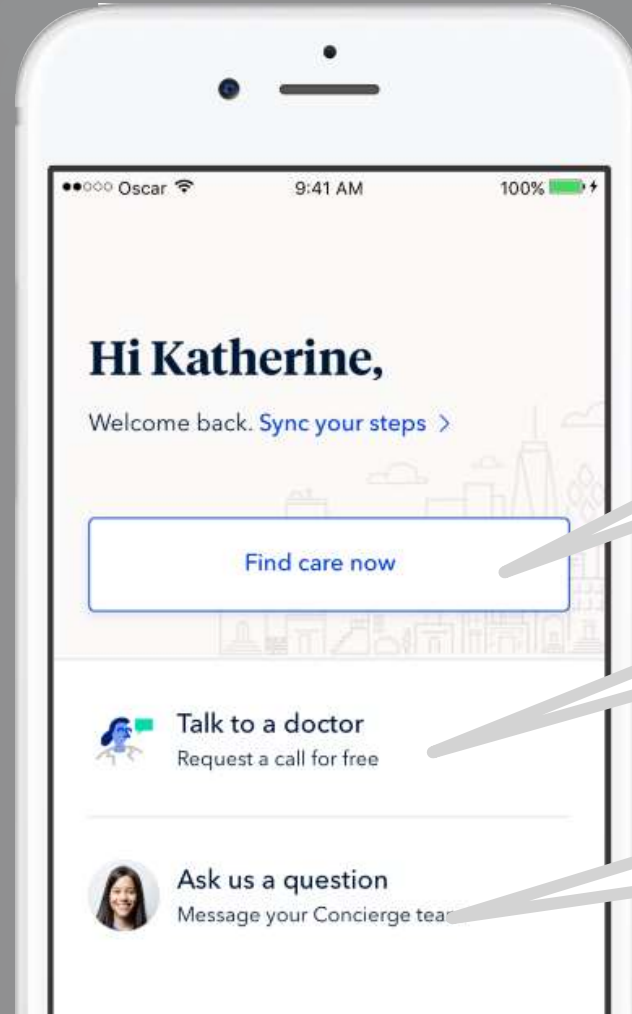 Oscar 9:41 AM 100%
Hi Katherine,
Welcome back. Sync your steps >
Find care now
Talk to a doctor
Request a call for free
Ask us a question
Message your Concierge team